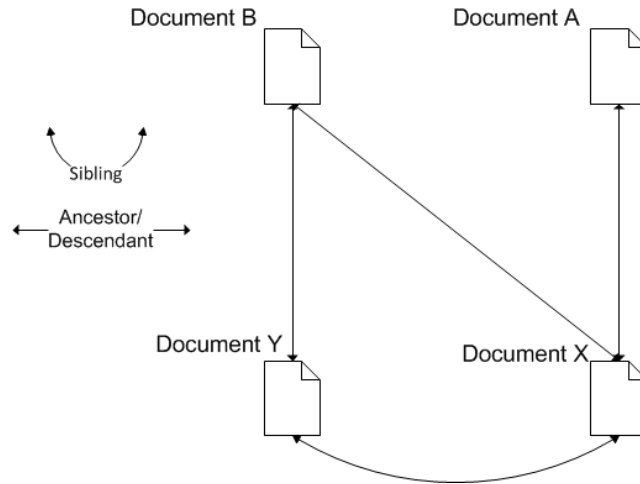 Document B
Document A
Sibling
Ancestor/
Descendant
Document Y
Document X